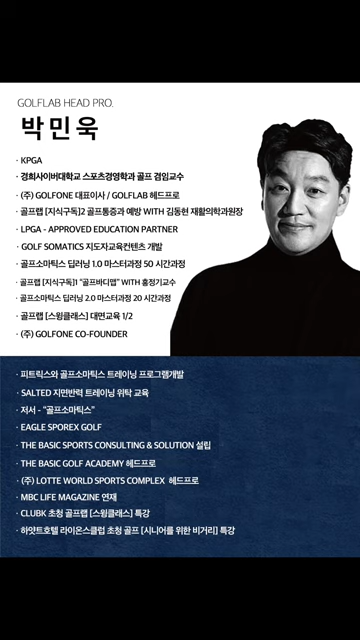 GOLFLAB HEAD PRO.
박민욱
· KPGA
· 경희사이버대학교 스포츠경영학과 골프 겸임교수
· (주) GOLFONE 대표이사 / GOLFLAB 헤드프로
· 골프랩 [지식구독]2 골프통증과 예방 WITH 김동현 재활의학과원장
· LPGA - APPROVED EDUCATION PARTNER
· GOLF SOMATICS 지도자교육컨텐츠 개발
· 골프소마틱스 딥러닝 1.0 마스터과정 50 시간과정
· 골프랩 [지식구독]1 "골프바디맵" WITH 홍정기교수
· 골프소마틱스 딥러닝 2.0 마스터과정 20 시간과정
· 골프랩 [스윙클래스] 대면교육 1/2
· (주) GOLFONE CO-FOUNDER
· 피트릭스와 골프소마틱스 트레이닝 프로그램개발
· SALTED 지면반력 트레이닝 위탁 교육
· 저서 - "골프소마틱스"
· EAGLE SPOREX GOLF
· THE BASIC SPORTS CONSULTING & SOLUTION 설립
· THE BASIC GOLF ACADEMY 헤드프로
· (주) LOTTE WORLD SPORTS COMPLEX 헤드프로
· MBC LIFE MAGAZINE 연재
· CLUBK 초청 골프랩 [스윙클래스] 특강
· 하얏트호텔 라이온스클럽 초청 골프 [시니어를 위한 비거리] 특강